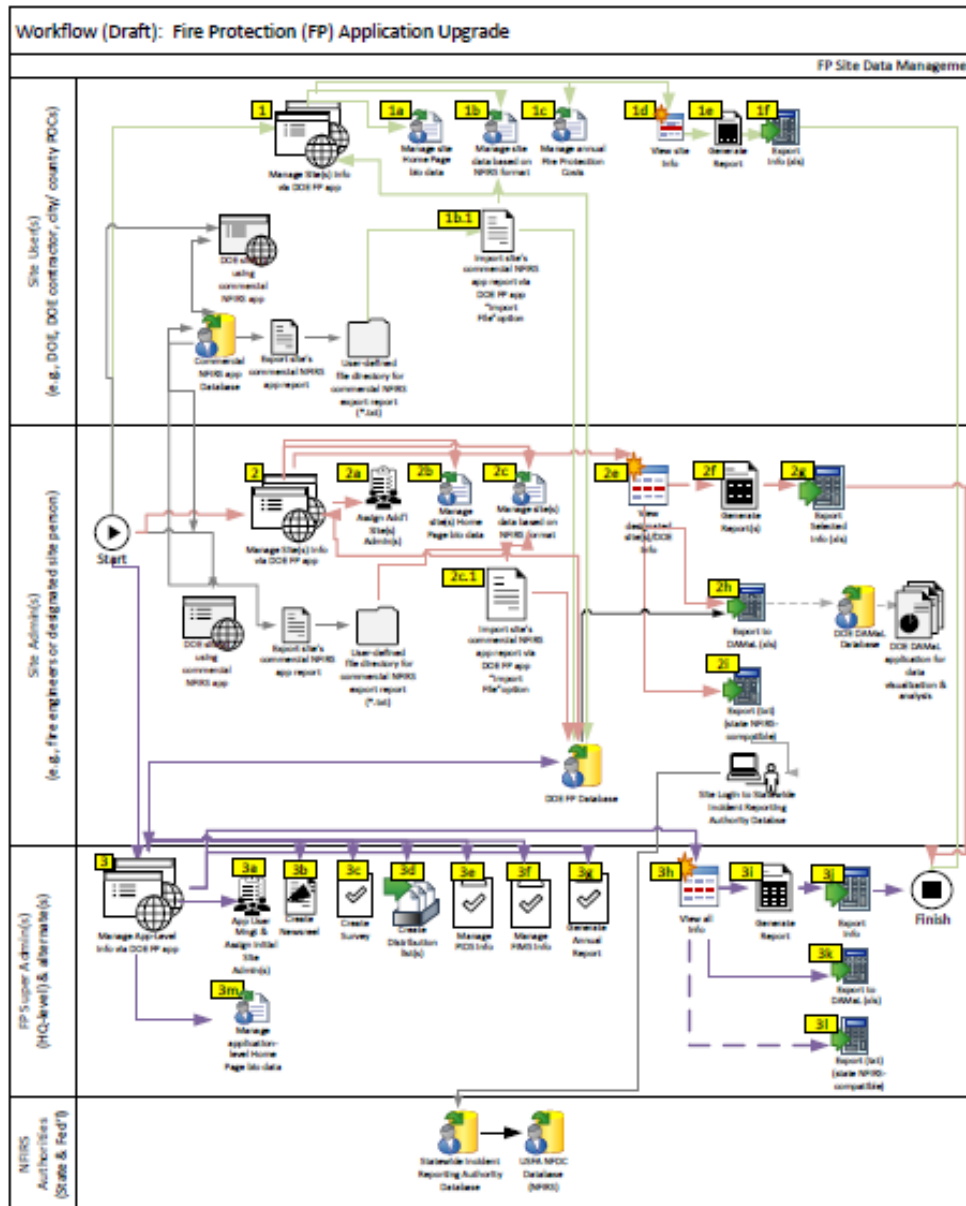 Workflow (Draft): Fire Protection (FP) Application Upgrade
FP Site Data Manageme
Site User(s)
(e.g., DOE, DOE contractor, city/ county POCs)
1
Manage Site(s) Info
via DOE FP app
1a
Manage site
Home Page
bio data
1b
Manage site
data based on
NFIRS format
1c
Manage annual
Fire Protection
Costs
1d
View site
Info
1e
Generate
Report
1f
Export
Info (xls)
1b.1
Import site's
commercial NFIRS
app report via
DOE FP app
"Import
File" option
using
commercial
NFIRS app
Commercial
NFIRS app
Database
Export site's
commercial NFIRS
app report
User-defined
file directory for
commercial NFIRS
export report
(*.txt)
Site Admin(s)
(e.g., fire engineers or designated site person)
Start
2
Manage Site(s) Info
via DOE FP app
2a
Assign Add'l
Site(s)
Admin(s)
2b
Manage
site(s) Home
Page bio data
2c
Manage site(s)
data based on
NFIRS format
2e
View
designated
site(s)/DOE
Info
2f
Generate
Report(s)
2g
Export
Selected
Info (xls)
2c.1
Import site's
commercial NFIRS
app report via
DOE FP app
"Import
File" option
2h
Export to
DAMaL (xls)
DOE DAMaL
Database
DOE DAMaL
application for
data
visualization &
analysis
using
commercial
NFIRS app
Export site's
commercial NFIRS
app report
User-defined
file directory for
commercial NFIRS
export report
(*.txt)
2i
Export (txt)
(state NFIRS-
compatible)
DOE FP Database
Site Login to Statewide
Incident Reporting
Authority Databse
FP Super Admin(s)
(HQ-level) & alternate(s)
3
Manage App-Level
Info via DOE FP app
3a
App User
Mngt &
Assign Initial
Site
Admin(s)
3b
Create
Newsreel
3c
Create
Survey
3d
Create
Distribution
list(s)
3e
Manage
PIDS Info
3f
Manage
FIMS Info
3g
Generate
Annual
Report
3h
View all
Info
3i
Generate
Report
3j
Export
Info
Finish
3k
Export to
DAMaL (xls)
3l
Export (txt)
(state NFIRS-
compatible)
3m
Manage
application-
level Home
Page bio data
NFIRS
Authorities
(State & Fed'l)
Statewide Incident
Reporting Authority
Database
USFA NFDC
Database
(NFIRS)